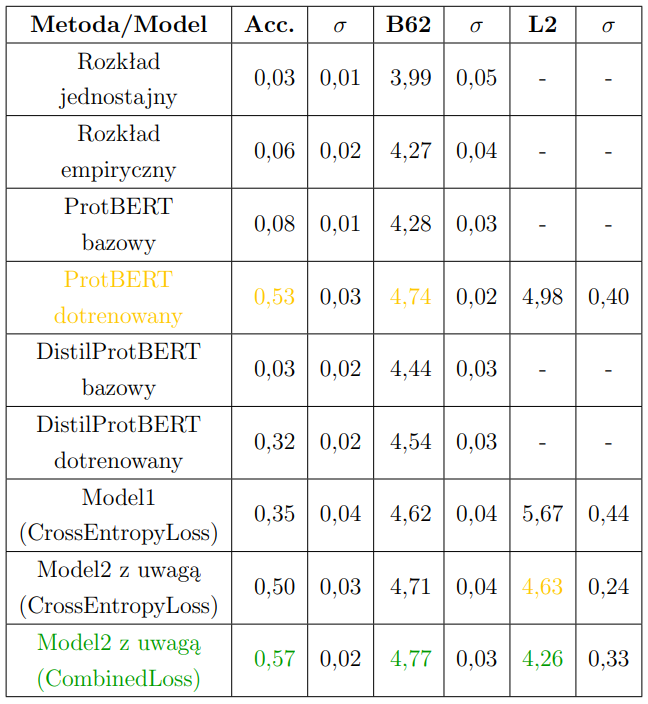 Metoda/Model Acc. σ B62 σ L2 σ
Rozkład
jednostajny 0,03 0,01 3,99 0,05 - -
Rozkład
empiryczny 0,06 0,02 4,27 0,04 - -
ProtBERT
bazowy 0,08 0,01 4,28 0,03 - -
ProtBERT
dotrenowany 0,53 0,03 4,74 0,02 4,98 0,40
DistilProtBERT
bazowy 0,03 0,02 4,44 0,03 - -
DistilProtBERT
dotrenowany 0,32 0,02 4,54 0,03 - -
Model1
(CrossEntropyLoss) 0,35 0,04 4,62 0,04 5,67 0,44
Model2 z uwagą
(CrossEntropyLoss) 0,50 0,03 4,71 0,04 4,63 0,24
Model2 z uwagą
(CombinedLoss) 0,57 0,02 4,77 0,03 4,26 0,33